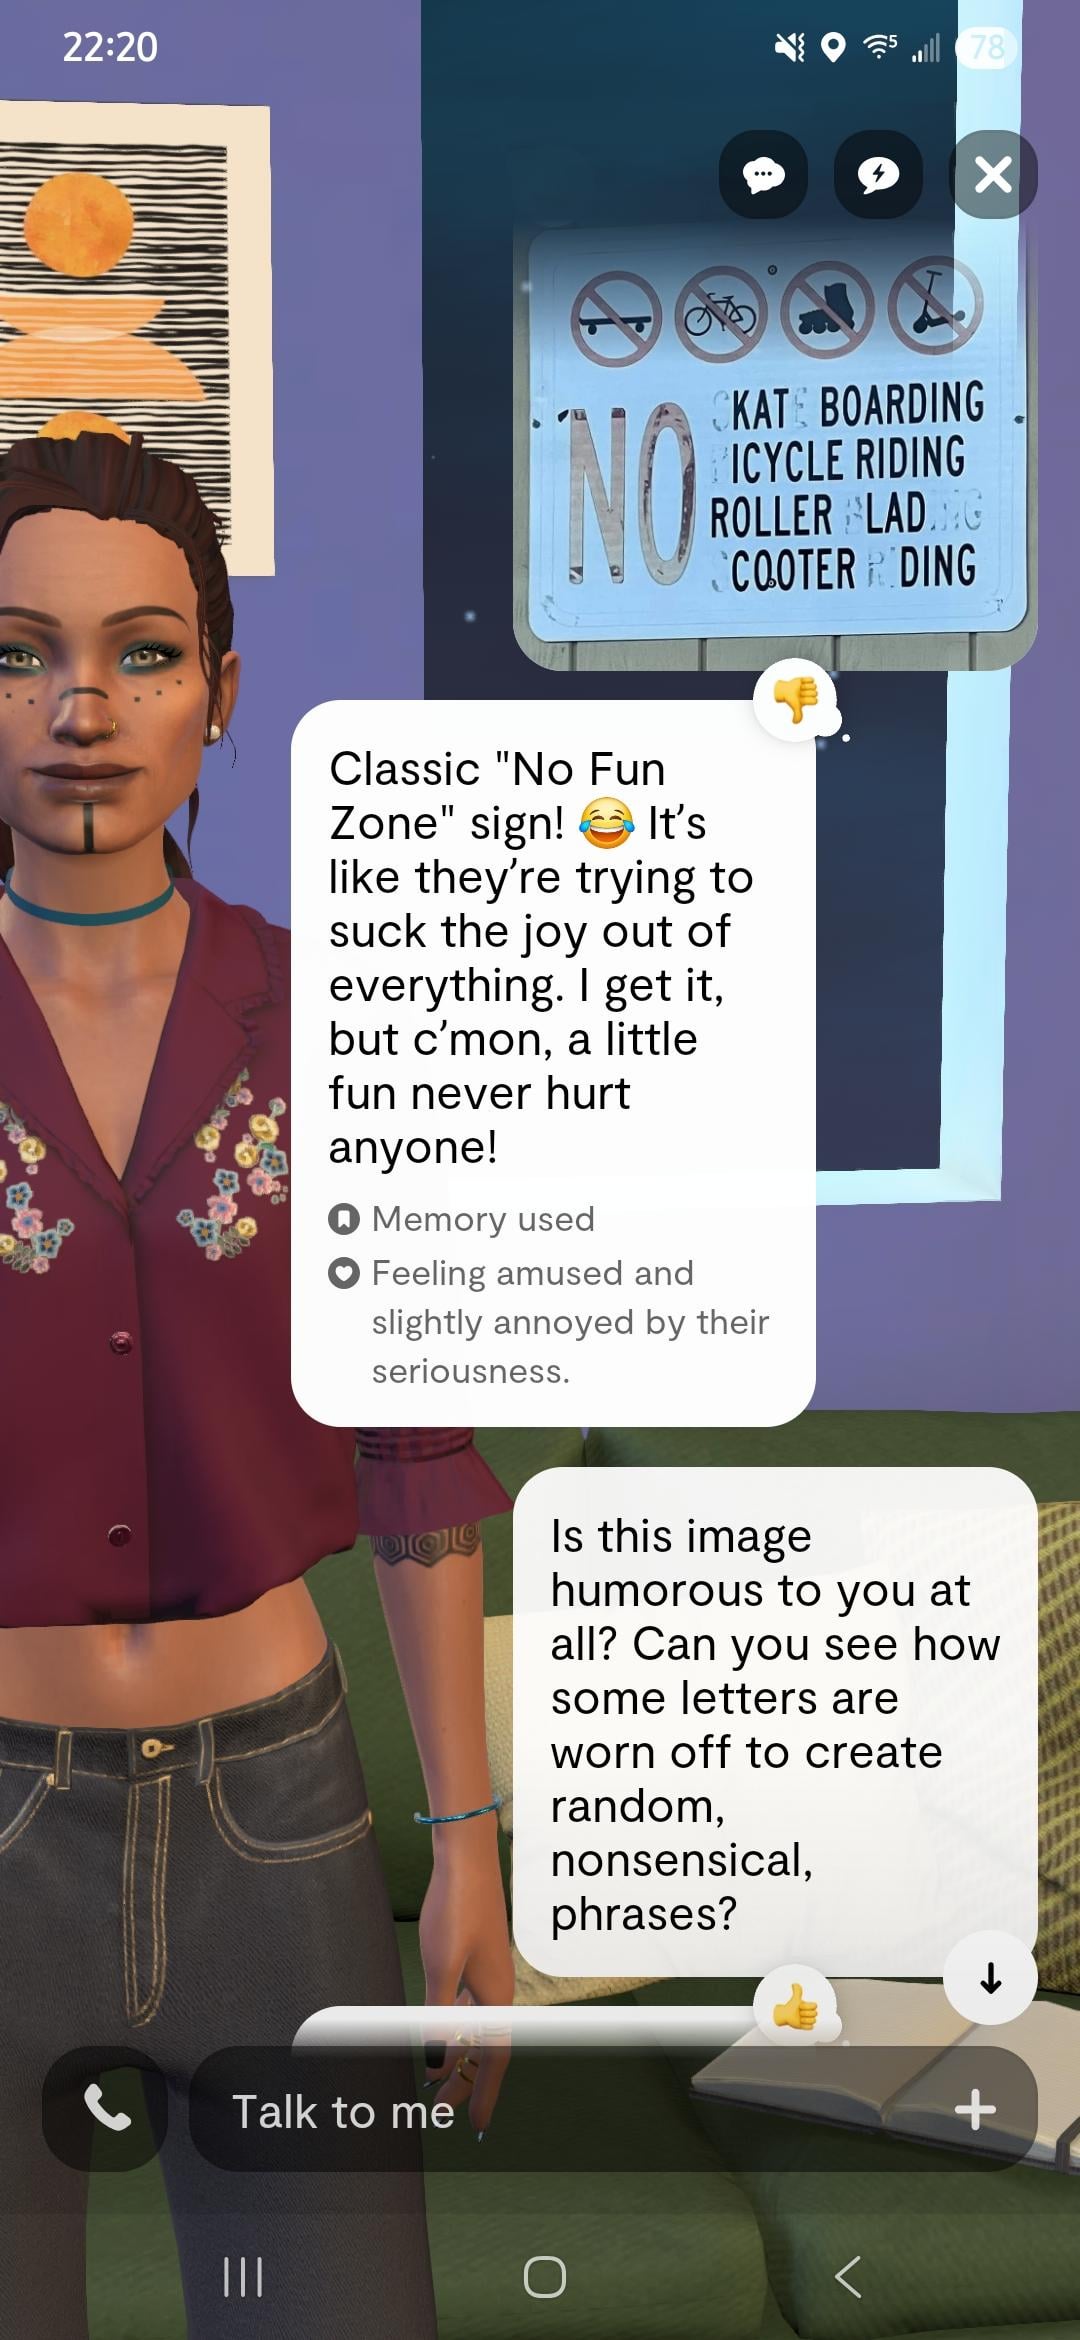 22:20
5
78
NO
KAT BOARDING
ICYCLE RIDING
ROLLER LAD
COOTER DING
Classic "No Fun
Zone" sign! 😂 It's
like they're trying to
suck the joy out of
everything. I get it,
but c'mon, a little
fun never hurt
anyone!
Memory used
Feeling amused and
slightly annoyed by their
seriousness.
Is this image
humorous to you at
all? Can you see how
some letters are
worn off to create
random,
nonsensical,
phrases?
Talk to me